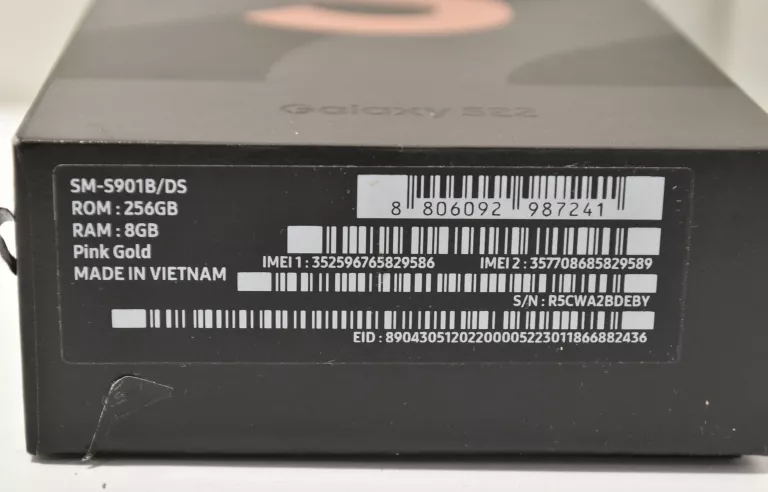 Galaxy S22
SM-S901B/DS
ROM : 256GB
RAM : 8GB
Pink Gold
MADE IN VIETNAM
8 806092 987241
IMEI 1 : 352596765829586 IMEI 2 : 357708685829589
S/N : R5CWA2BDEBY
EID : 89043051202200005223011866882436